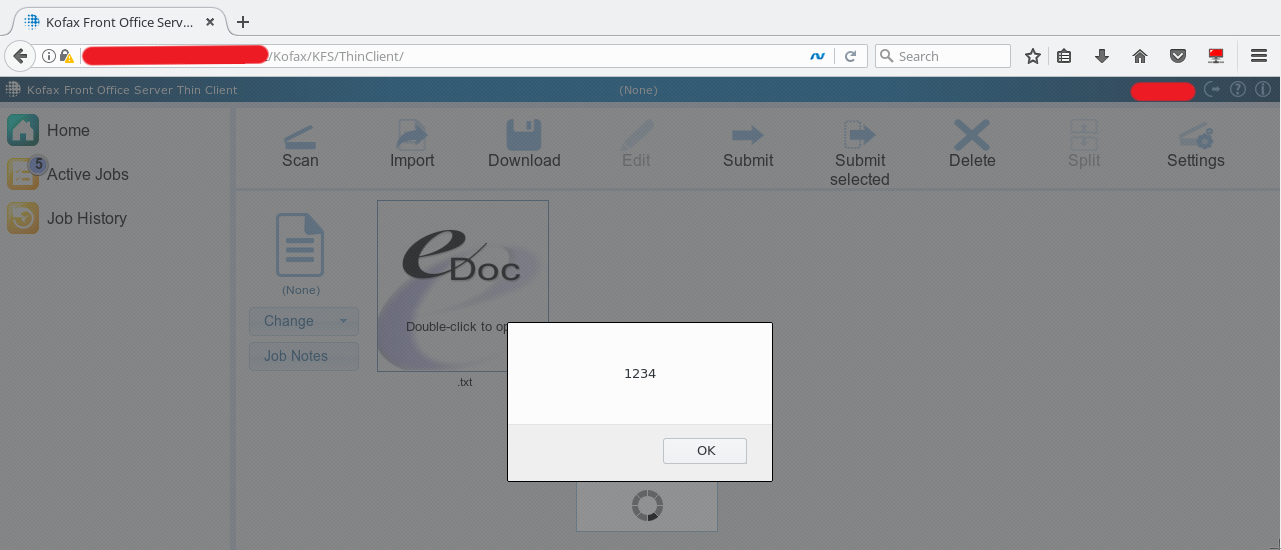 Kofax Front Office Serv...
/Kofax/KFS/ThinClient/
Search
Kofax Front Office Server Thin Client
(None)
Home
5
Active Jobs
Job History
Scan
Import
Download
Edit
Submit
Submit
selected
Delete
Split
Settings
(None)
Change
Job Notes
eDoc
Double-click to op
.txt
1234
OK